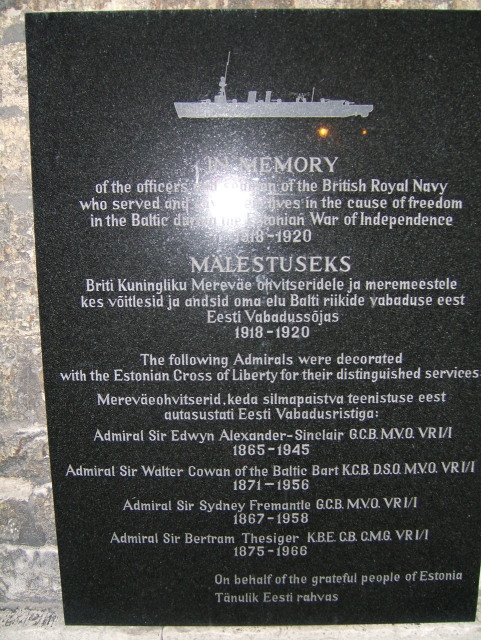 IN MEMORY
of the officers and seamen of the British Royal Navy
who served and gave their lives in the cause of freedom
in the Baltic during the Estonian War of Independence
1918-1920
MÄLESTUSEKS
Briti Kuningliku Mereväe ohvitseridele ja meremeestele
kes võitlesid ja andsid oma elu Balti riikide vabaduse eest
Eesti Vabadussõjas
1918-1920
The following Admirals were decorated
with the Estonian Cross of Liberty for their distinguished services
Mereväeohvitserid, keda silmapaistva teenistuse eest
autasustati Eesti Vabadusristiga:
Admiral Sir Edwyn Alexander-Sinclair G.C.B. M.V.O. VR I/I
1865-1945
Admiral Sir Walter Cowan of the Baltic Bart K.C.B. D.S.O. M.V.O. VR I/I
1871-1956
Admiral Sir Sydney Fremantle G.C.B. M.V.O. VR I/I
1867-1958
Admiral Sir Bertram Thesiger K.B.E. C.B. C.M.G. VR I/I
1875-1966
On behalf of the grateful people of Estonia
Tänulik Eesti rahvas